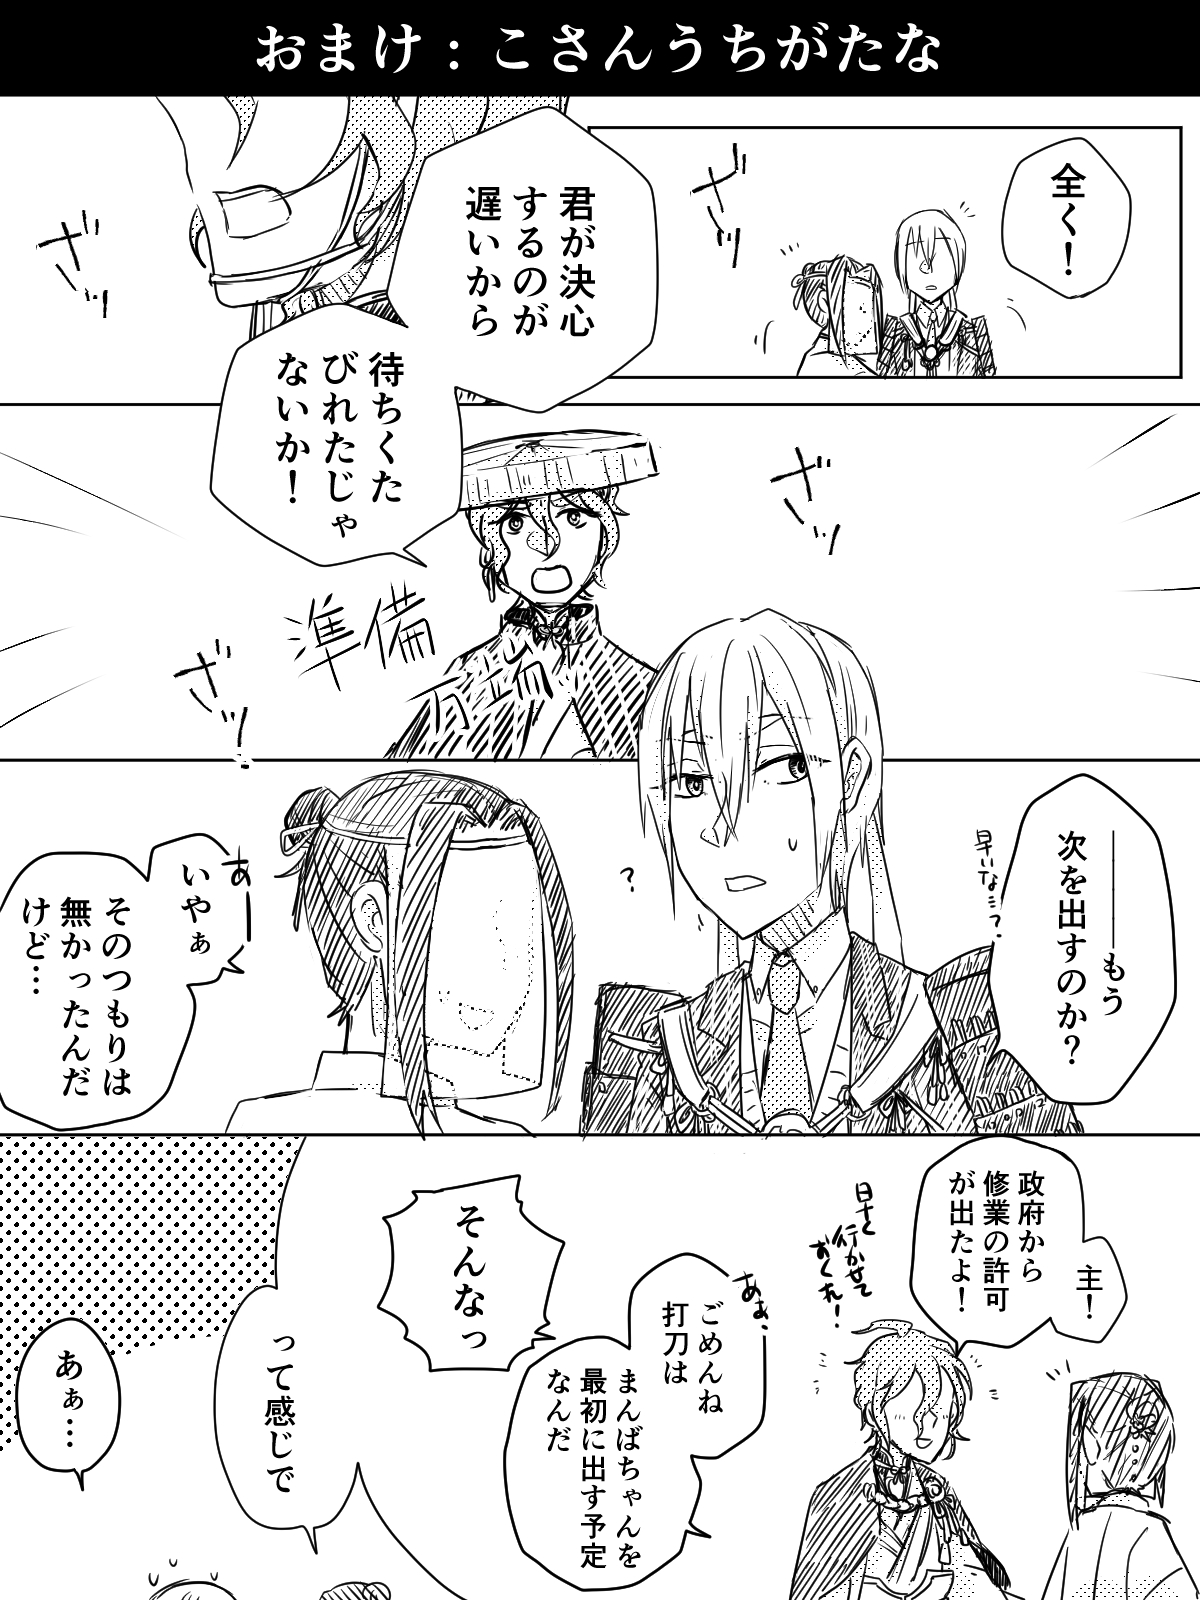 おまけ：こさんうちがたな
全く！
ざ
ッ
君が決心
するのが
遅いから
ざ
ッ
待ちくた
びれたじゃ
ないか！
ざ
ッ
準備
万端
ざ
ッ
―――もう
次を出すのか？
早いな…？
？
あー
いやぁ
そのつもりは
無かったんだ
けど…
主！
政府から
修業の許可
が出たよ！
早く
行かせて
おくれ！
あぁ、
ごめんね
打刀は
まんばちゃんを
最初に出す予定
なんだ
そんなっ
って感じで
あぁ…